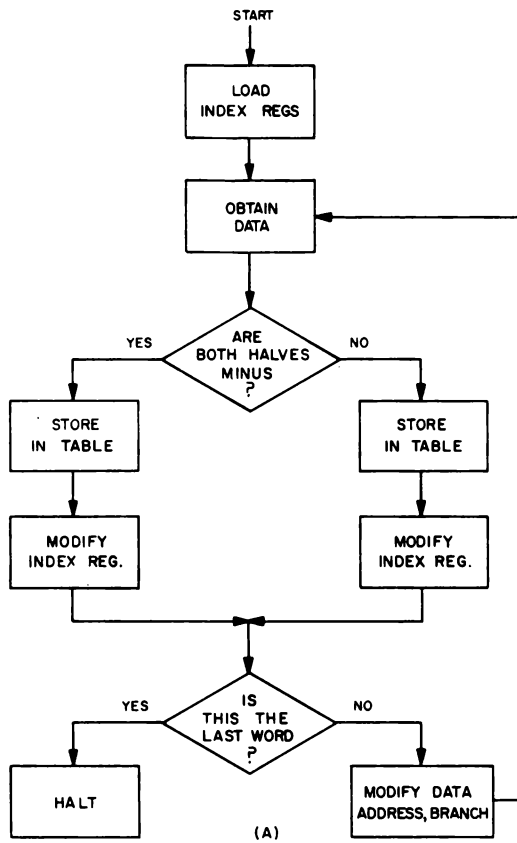 START
LOAD
INDEX REGS
OBTAIN
DATA
ARE
BOTH HALVES
MINUS
?
YES
NO
STORE
IN TABLE
STORE
IN TABLE
MODIFY
INDEX REG.
MODIFY
INDEX REG.
IS
THIS THE
LAST WORD
?
YES
NO
HALT
MODIFY DATA
ADDRESS, BRANCH
(A)